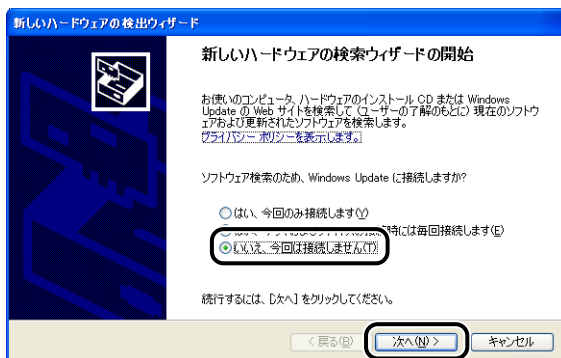 新しいハードウェアの検出ウィザード
新しいハードウェアの検索ウィザードの開始
お使いのコンピュータ、ハードウェアのインストール CD または Windows
Update の Web サイトを検索して (ユーザーの了解のもとに) 現在のソフトウ
ェアおよび更新されたソフトウェアを検索します。
プライバシー ポリシーを表示します。
ソフトウェア検索のため、Windows Update に接続しますか?
はい、今回のみ接続します(Y)
時には毎回接続します(E)
いいえ、今回は接続しません(T)
続行するには、[次へ] をクリックしてください。
< 戻る(B)
次へ(N) >
キャンセル